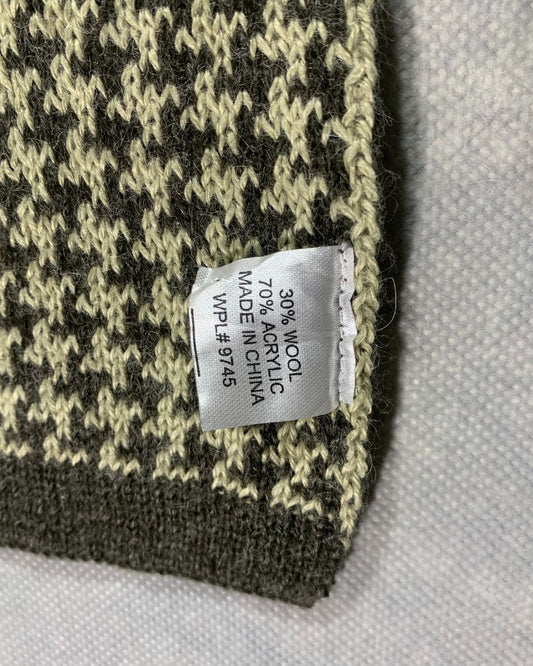 30% WOOL
70% ACRYLIC
MADE IN CHINA
WPL# 9745